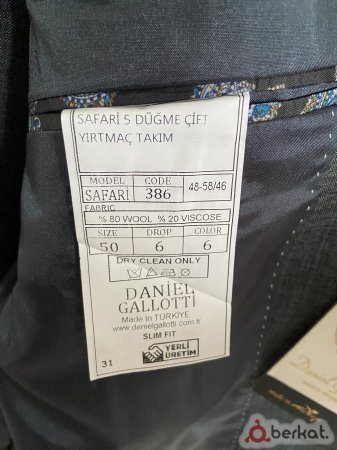 SAFARİ 5 DÜĞME ÇİFT
YIRTMAÇ TAKIM
MODEL CODE 48-58/46
SAFARİ 386
FABRIC
% 80 WOOL % 20 VISCOSE
SIZE DROP COLOR
50 6 6
DRY CLEAN ONLY
DANIEL
GALLOTTI
Made In TÜRKİYE
www.danielgallotti.com
SLIM FIT
YERLİ
ÜRETİM
31
åberkat.